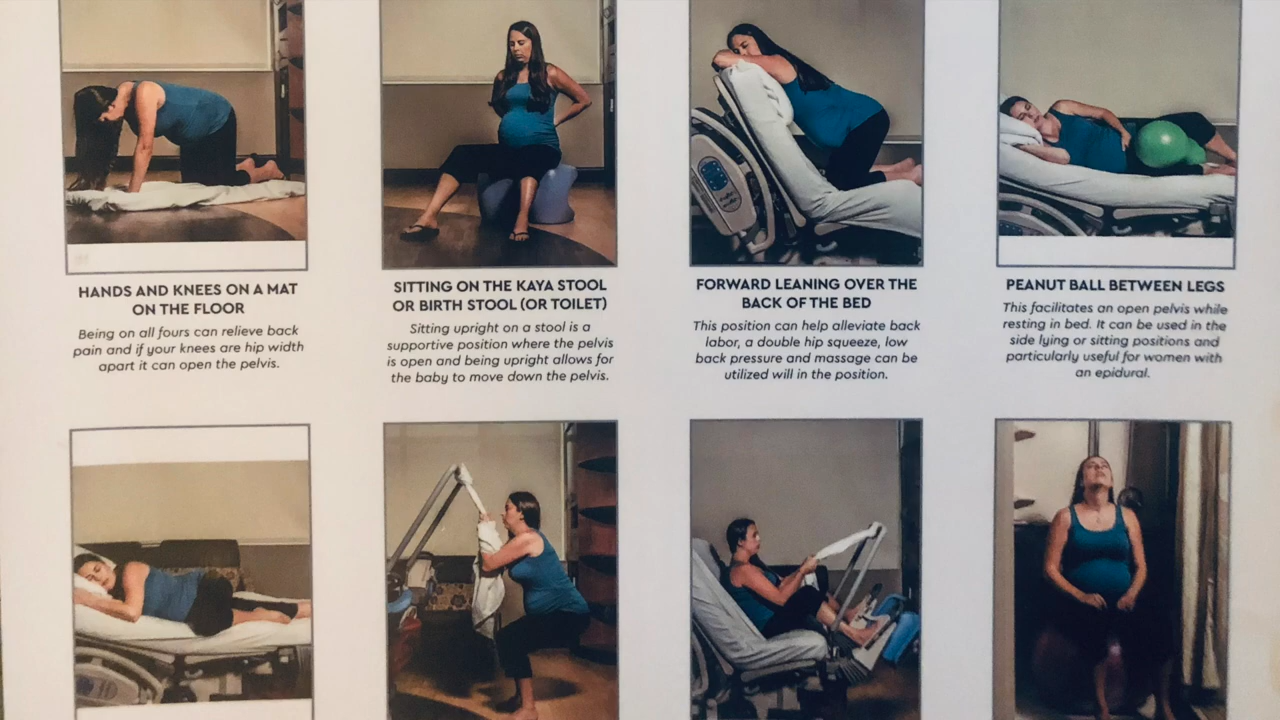 HANDS AND KNEES ON A MAT
ON THE FLOOR
Being on all fours can relieve back
pain and if your knees are hip width
apart it can open the pelvis.
SITTING ON THE KAYA STOOL
OR BIRTH STOOL (OR TOILET)
Sitting upright on a stool is a
supportive position where the pelvis
is open and being upright allows for
the baby to move down the pelvis.
FORWARD LEANING OVER THE
BACK OF THE BED
This position can help alleviate back
labor, a double hip squeeze, low
back pressure and massage can be
utilized will in the position.
PEANUT BALL BETWEEN LEGS
This facilitates an open pelvis while
resting in bed. It can be used in the
side lying or sitting positions and
particularly useful for women with
an epidural.